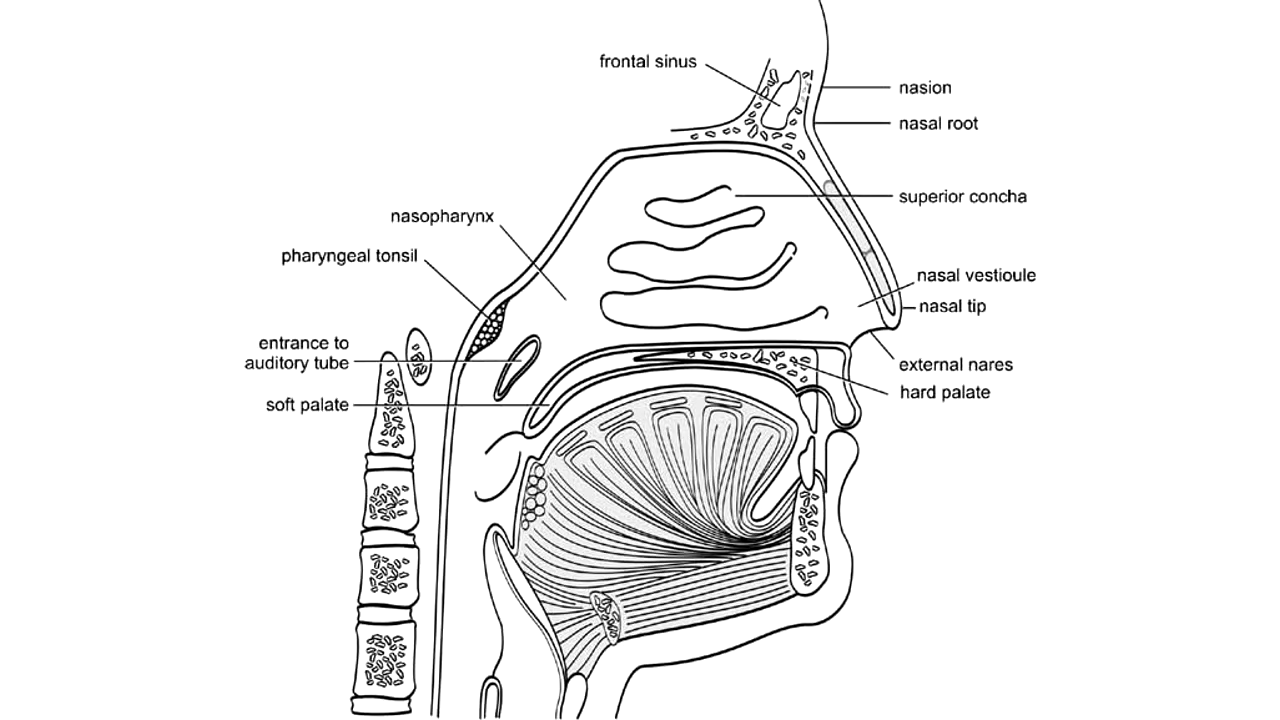 frontal sinus
nasion
nasal root
superior concha
nasopharynx
pharyngeal tonsil
nasal vestioule
nasal tip
entrance to
auditory tube
external nares
hard palate
soft palate